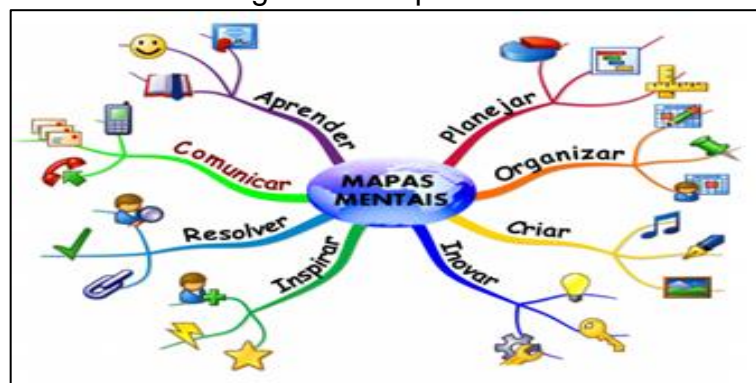 Aprender
Planejar
Comunicar
Organizar
MAPAS
MENTAIS
Resolver
Criar
Inspirar
Inovar